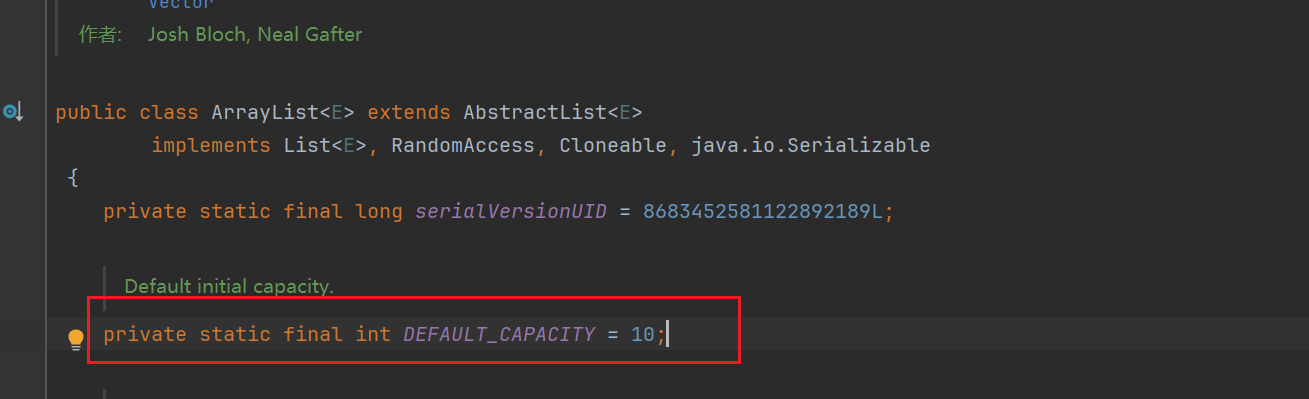 Vector
作者: Josh Bloch, Neal Gafter
public class ArrayList<E> extends AbstractList<E>
implements List<E>, RandomAccess, Cloneable, java.io.Serializable
{
private static final long serialVersionUID = 8683452581122892189L;
Default initial capacity.
private static final int DEFAULT_CAPACITY = 10;